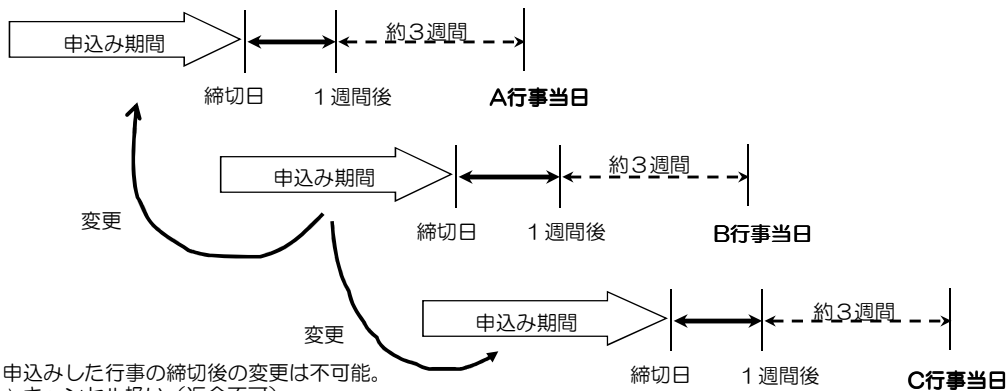 申込み期間
約３週間
締切日
１週間後
A行事当日
申込み期間
約３週間
変更
締切日
１週間後
B行事当日
申込み期間
約３週間
変更
締切日
１週間後
C行事当日
申込みした行事の締切後の変更は不可能。